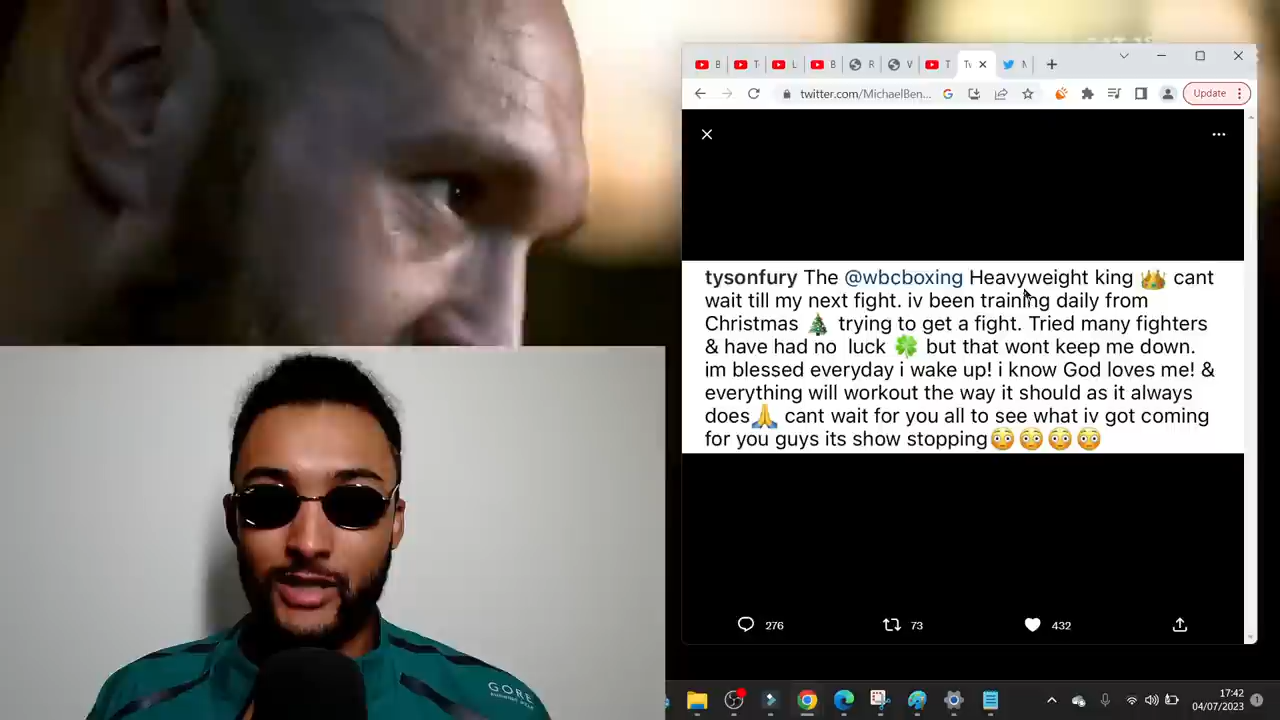 B
T
L
B
R
V
T
Tv
N
twitter.com/MichaelBen...
Update
tysonfury The @wbcboxing Heavyweight king 👑 cant
wait till my next fight. iv been training daily from
Christmas 🎄 trying to get a fight. Tried many fighters
& have had no luck 🍀 but that wont keep me down.
im blessed everyday i wake up! i know God loves me! &
everything will workout the way it should as it always
does🙏 cant wait for you all to see what iv got coming
for you guys its show stopping😳😳😳😳
276
73
432
GORE
17:42
04/07/2023